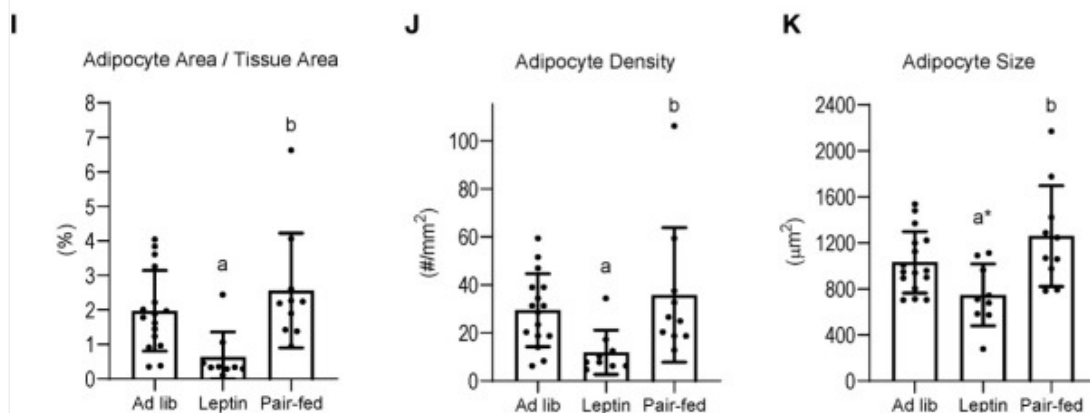 I
Adipocyte Area / Tissue Area
8
7
6
5
4
3
2
1
0
(%)
a
b
Ad lib Leptin Pair-fed
J
Adipocyte Density
100
80
60
40
20
0
(#/mm²)
a
b
Ad lib Leptin Pair-fed
K
Adipocyte Size
2400
2000
1600
1200
800
400
0
(µm²)
a*
b
Ad lib Leptin Pair-fed